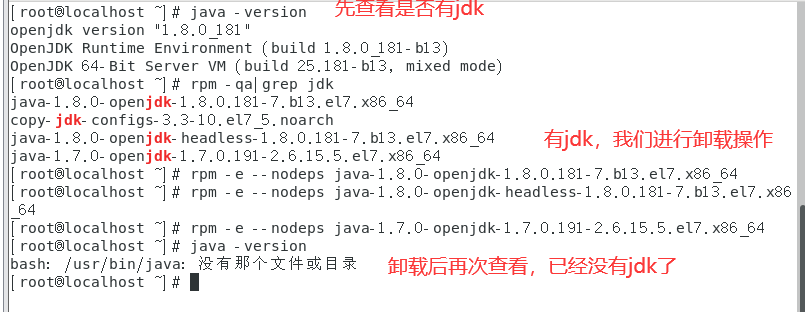 [root@localhost ~]# java -version
先查看是否有jdk
openjdk version "1.8.0_181"
OpenJDK Runtime Environment (build 1.8.0_181-b13)
OpenJDK 64-Bit Server VM (build 25.181-b13, mixed mode)
[root@localhost ~]# rpm -qa|grep jdk
java-1.8.0-openjdk-1.8.0.181-7.b13.el7.x86_64
copy-jdk-configs-3.3-10.el7_5.noarch
java-1.8.0-openjdk-headless-1.8.0.181-7.b13.el7.x86_64
有jdk，我们进行卸载操作
java-1.7.0-openjdk-1.7.0.191-2.6.15.5.el7.x86_64
[root@localhost ~]# rpm -e --nodeps java-1.8.0-openjdk-1.8.0.181-7.b13.el7.x86_64
[root@localhost ~]# rpm -e --nodeps java-1.8.0-openjdk-headless-1.8.0.181-7.b13.el7.x86
_64
[root@localhost ~]# rpm -e --nodeps java-1.7.0-openjdk-1.7.0.191-2.6.15.5.el7.x86_64
[root@localhost ~]# java -version
bash: /usr/bin/java: 没有那个文件或目录
卸载后再次查看，已经没有jdk了
[root@localhost ~]#